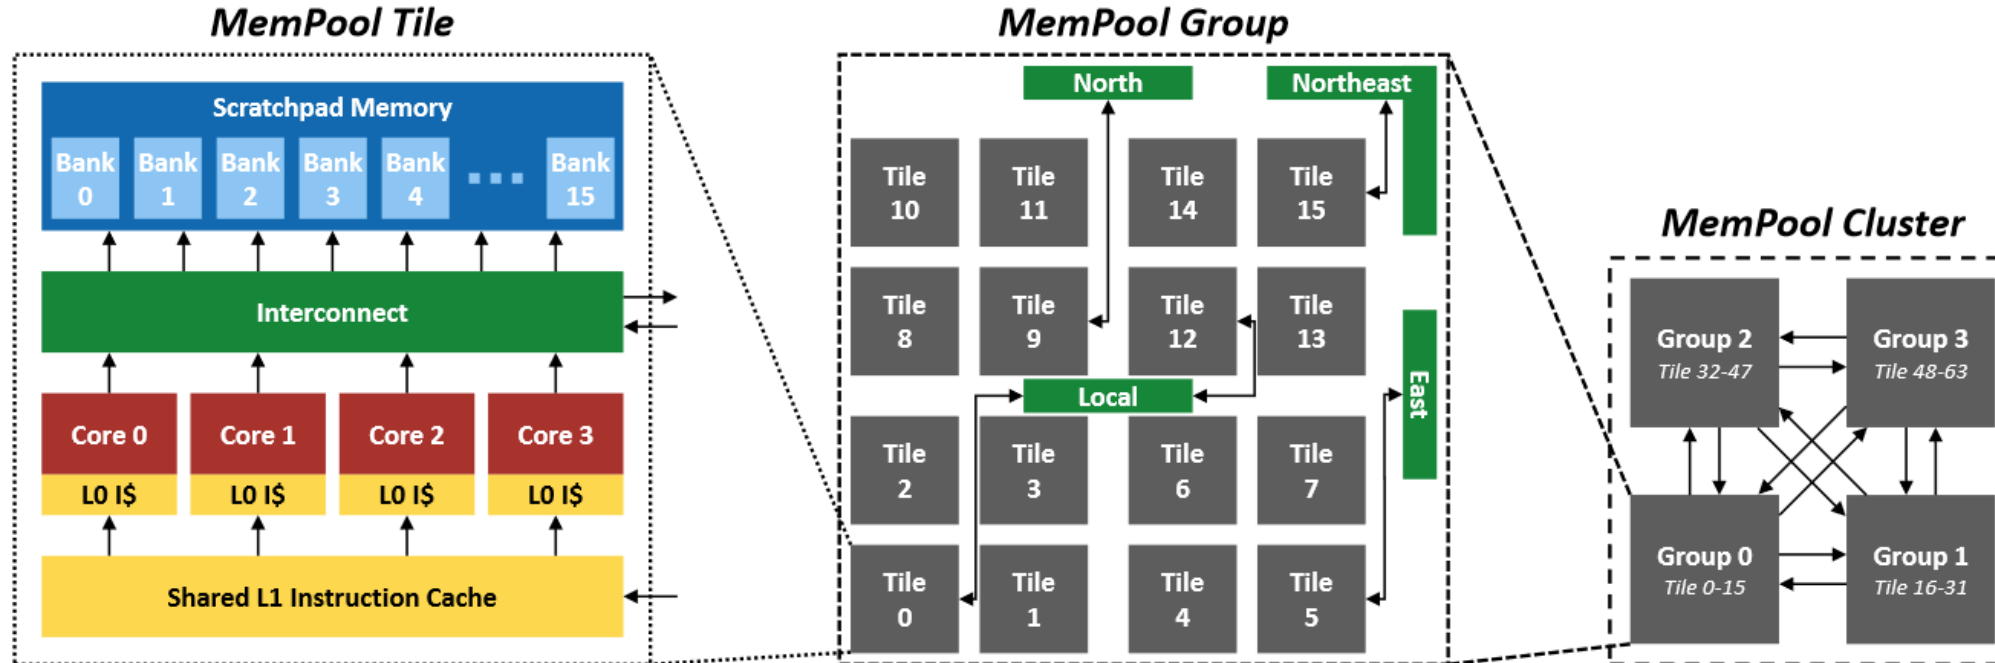 MemPool Tile
Scratchpad Memory
Bank
0
Bank
1
Bank
2
Bank
3
Bank
4
...
Bank
15
Interconnect
Core 0
Core 1
Core 2
Core 3
L0 I$
L0 I$
L0 I$
L0 I$
Shared L1 Instruction Cache
MemPool Group
North
Northeast
Tile
10
Tile
11
Tile
14
Tile
15
Tile
8
Tile
9
Tile
12
Tile
13
Local
East
Tile
2
Tile
3
Tile
6
Tile
7
Tile
0
Tile
1
Tile
4
Tile
5
MemPool Cluster
Group 2
Tile 32-47
Group 3
Tile 48-63
Group 0
Tile 0-15
Group 1
Tile 16-31